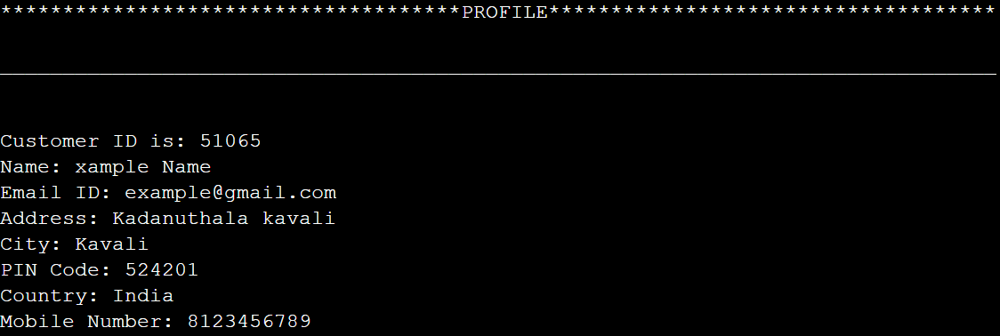 *************************************PROFILE************************************
Customer ID is: 51065
Name: xample Name
Email ID: example@gmail.com
Address: Kadanuthala kavali
City: Kavali
PIN Code: 524201
Country: India
Mobile Number: 8123456789